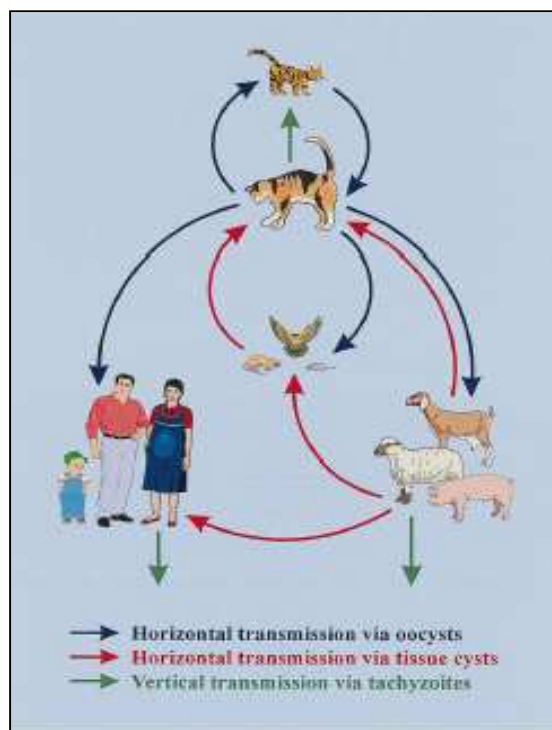 Horizontal transmission via oocysts
Horizontal transmission via tissue cysts
Vertical transmission via tachyzoites